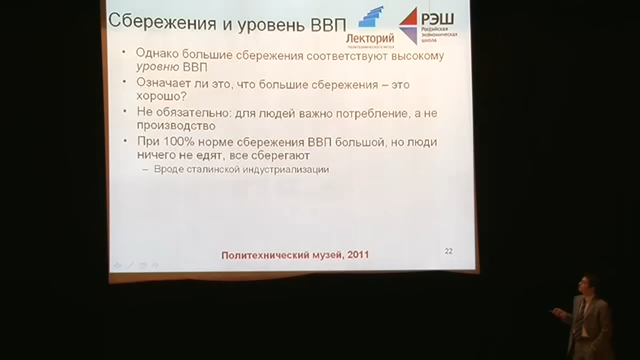 Сбережения и уровень ВВП
Лекторий
ПОЛИТЕХНИЧЕСКОГО МУЗЕЯ
РЭШ
Российская
экономическая
школа
• Однако большие сбережения соответствуют высокому
уровню ВВП
• Означает ли это, что большие сбережения – это
хорошо?
• Не обязательно: для людей важно потребление, а не
производство
• При 100% норме сбережения ВВП большой, но люди
ничего не едят, все сберегают
– Вроде сталинской индустриализации
Политехнический музей, 2011
22